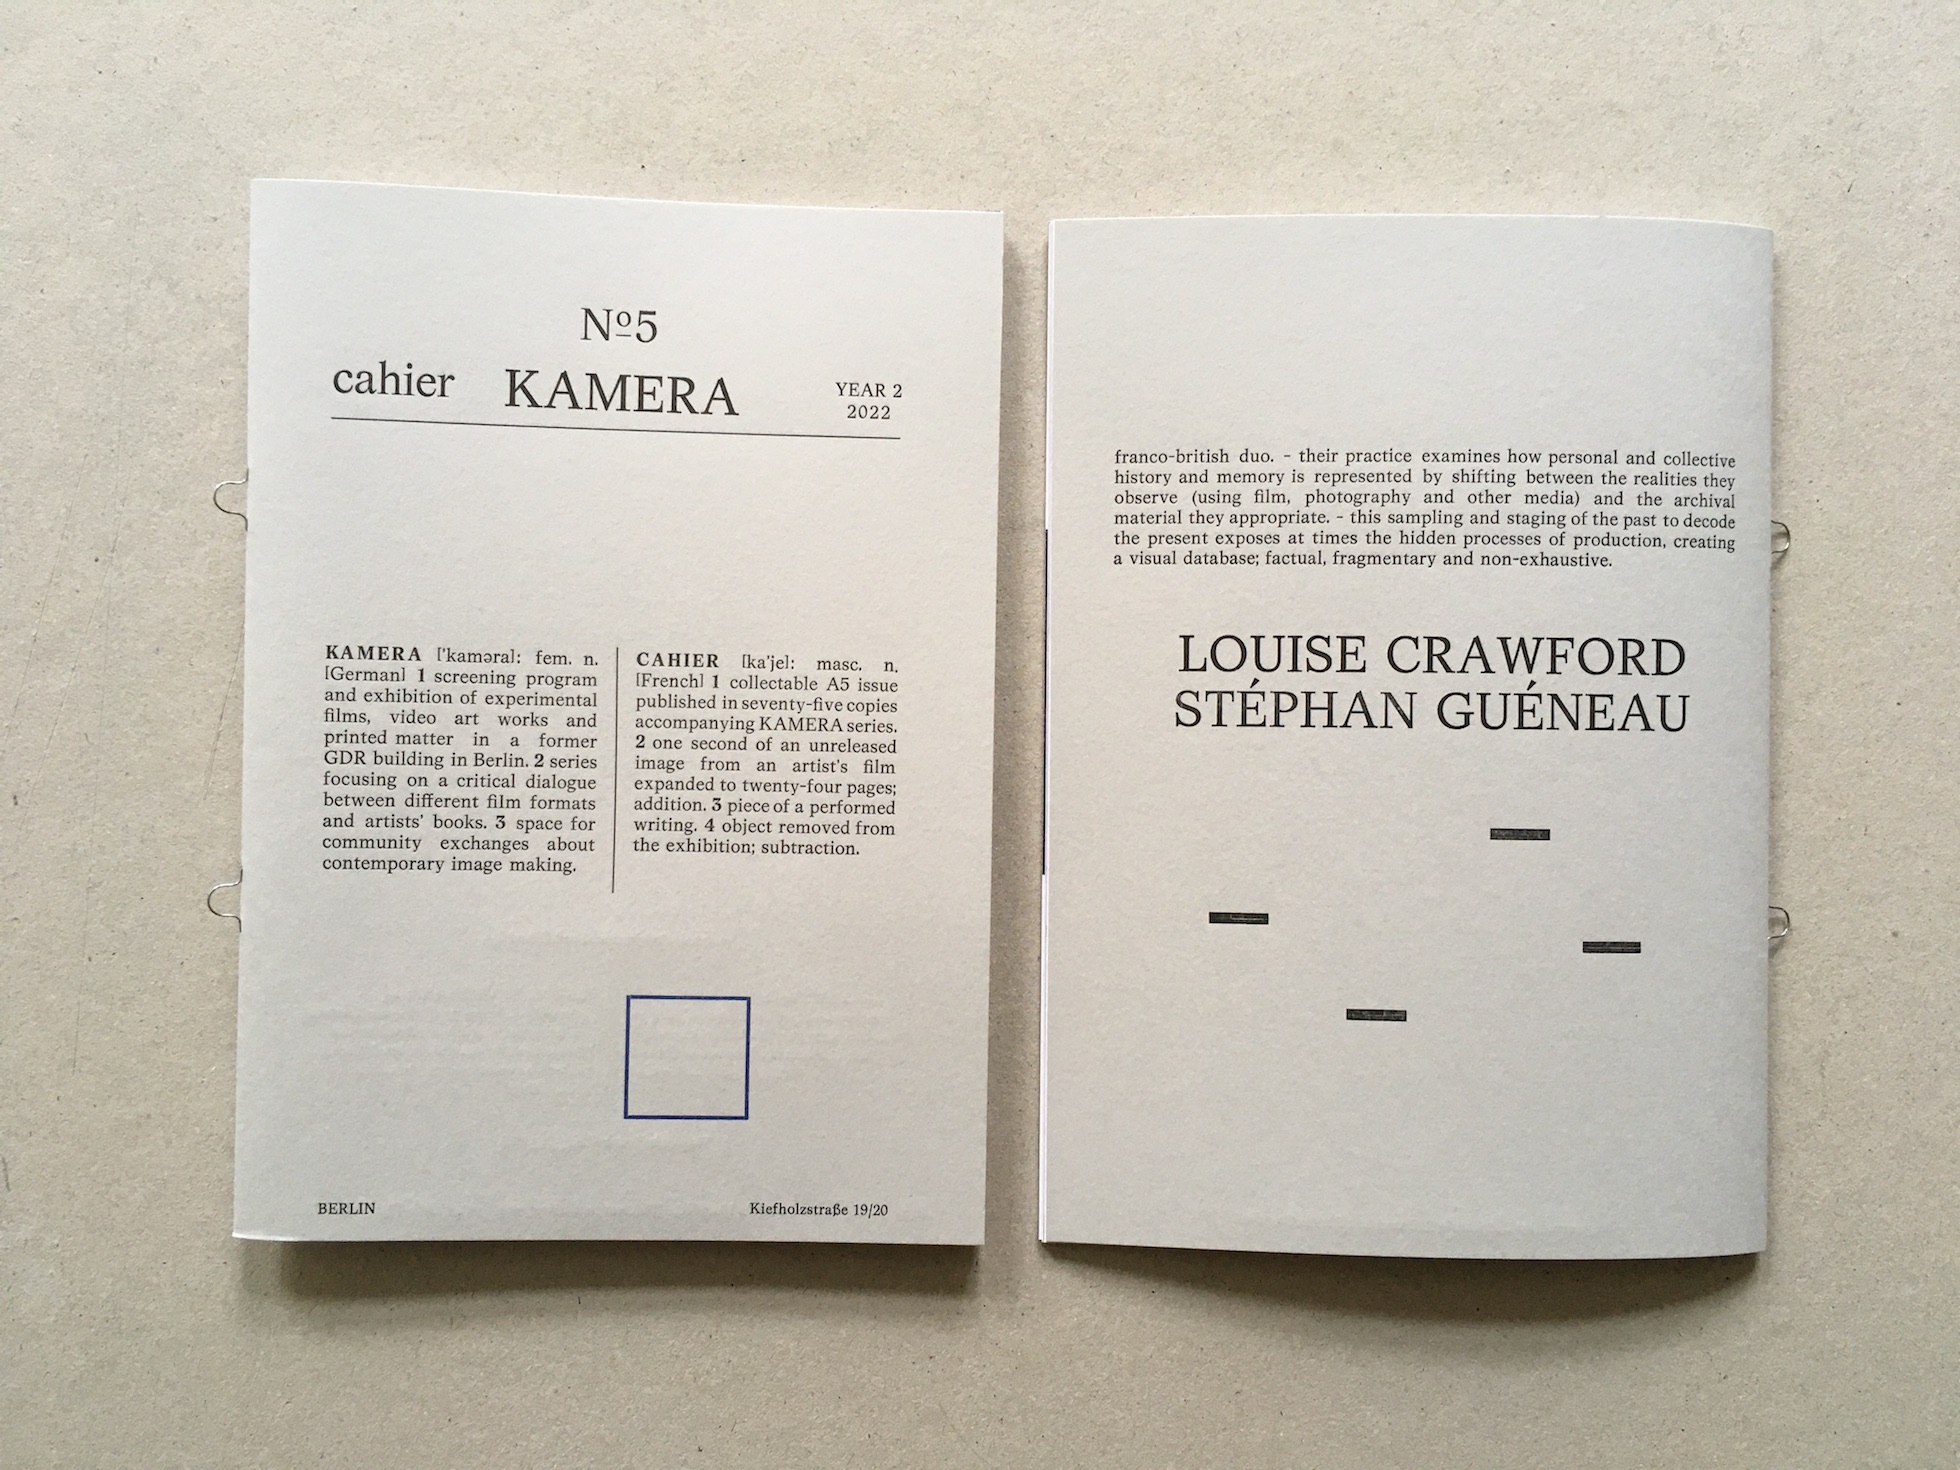 Nº5
cahier KAMERA YEAR 2
2022
KAMERA ['kaməra]: fem. n.
[German] 1 screening program
and exhibition of experimental
films, video art works and
printed matter in a former
GDR building in Berlin. 2 series
focusing on a critical dialogue
between different film formats
and artists' books. 3 space for
community exchanges about
contemporary image making.
CAHIER [ka'je]: masc. n.
[French] 1 collectable A5 issue
published in seventy-five copies
accompanying KAMERA series.
2 one second of an unreleased
image from an artist's film
expanded to twenty-four pages;
addition. 3 piece of a performed
writing. 4 object removed from
the exhibition; subtraction.
BERLIN Kiefholzstraße 19/20
franco-british duo. - their practice examines how personal and collective
history and memory is represented by shifting between the realities they
observe (using film, photography and other media) and the archival
material they appropriate. - this sampling and staging of the past to decode
the present exposes at times the hidden processes of production, creating
a visual database; factual, fragmentary and non-exhaustive.
LOUISE CRAWFORD
STÉPHAN GUÉNEAU